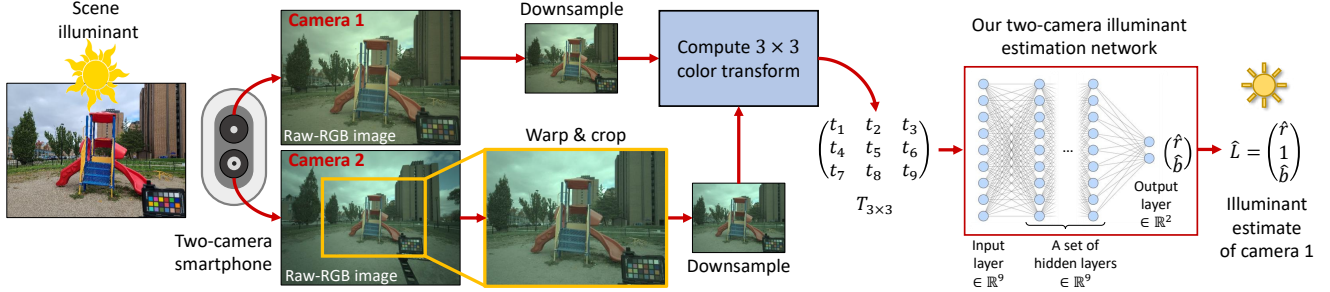 Scene
illuminant
Two-camera
smartphone
Camera 1
Raw-RGB image
Camera 2
Raw-RGB image
Downsample
Warp & crop
Downsample
Compute 3 × 3
color transform
t₁ t₂ t₃
t₄ t₅ t₆
t₇ t₈ t₉
T₃ₓ₃
Our two-camera illuminant
estimation network
...
Input
layer
∈ ℝ⁹
A set of
hidden layers
∈ ℝ⁹
r̂
b̂
Output
layer
∈ ℝ²
L̂ = (r̂ 1 b̂)
Illuminant
estimate
of camera 1